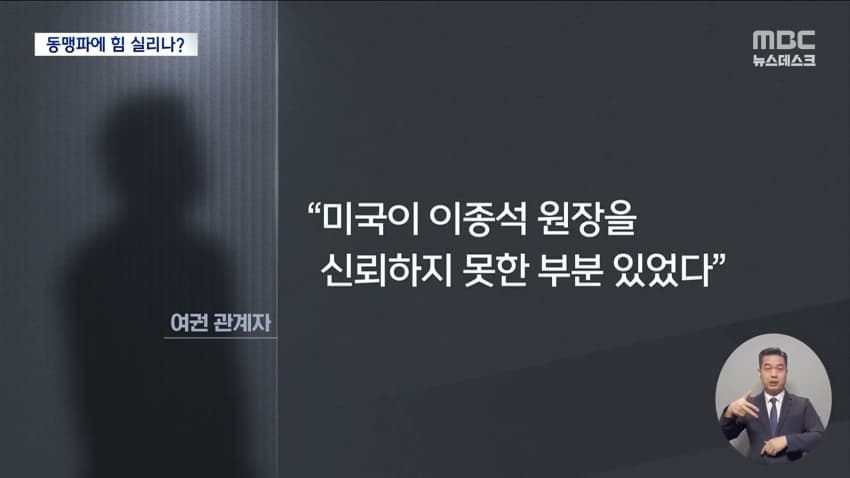 동맹파에 힘 실리나?
MBC
뉴스데스크
“미국이 이종석 원장을
신뢰하지 못한 부분 있었다”
여권 관계자